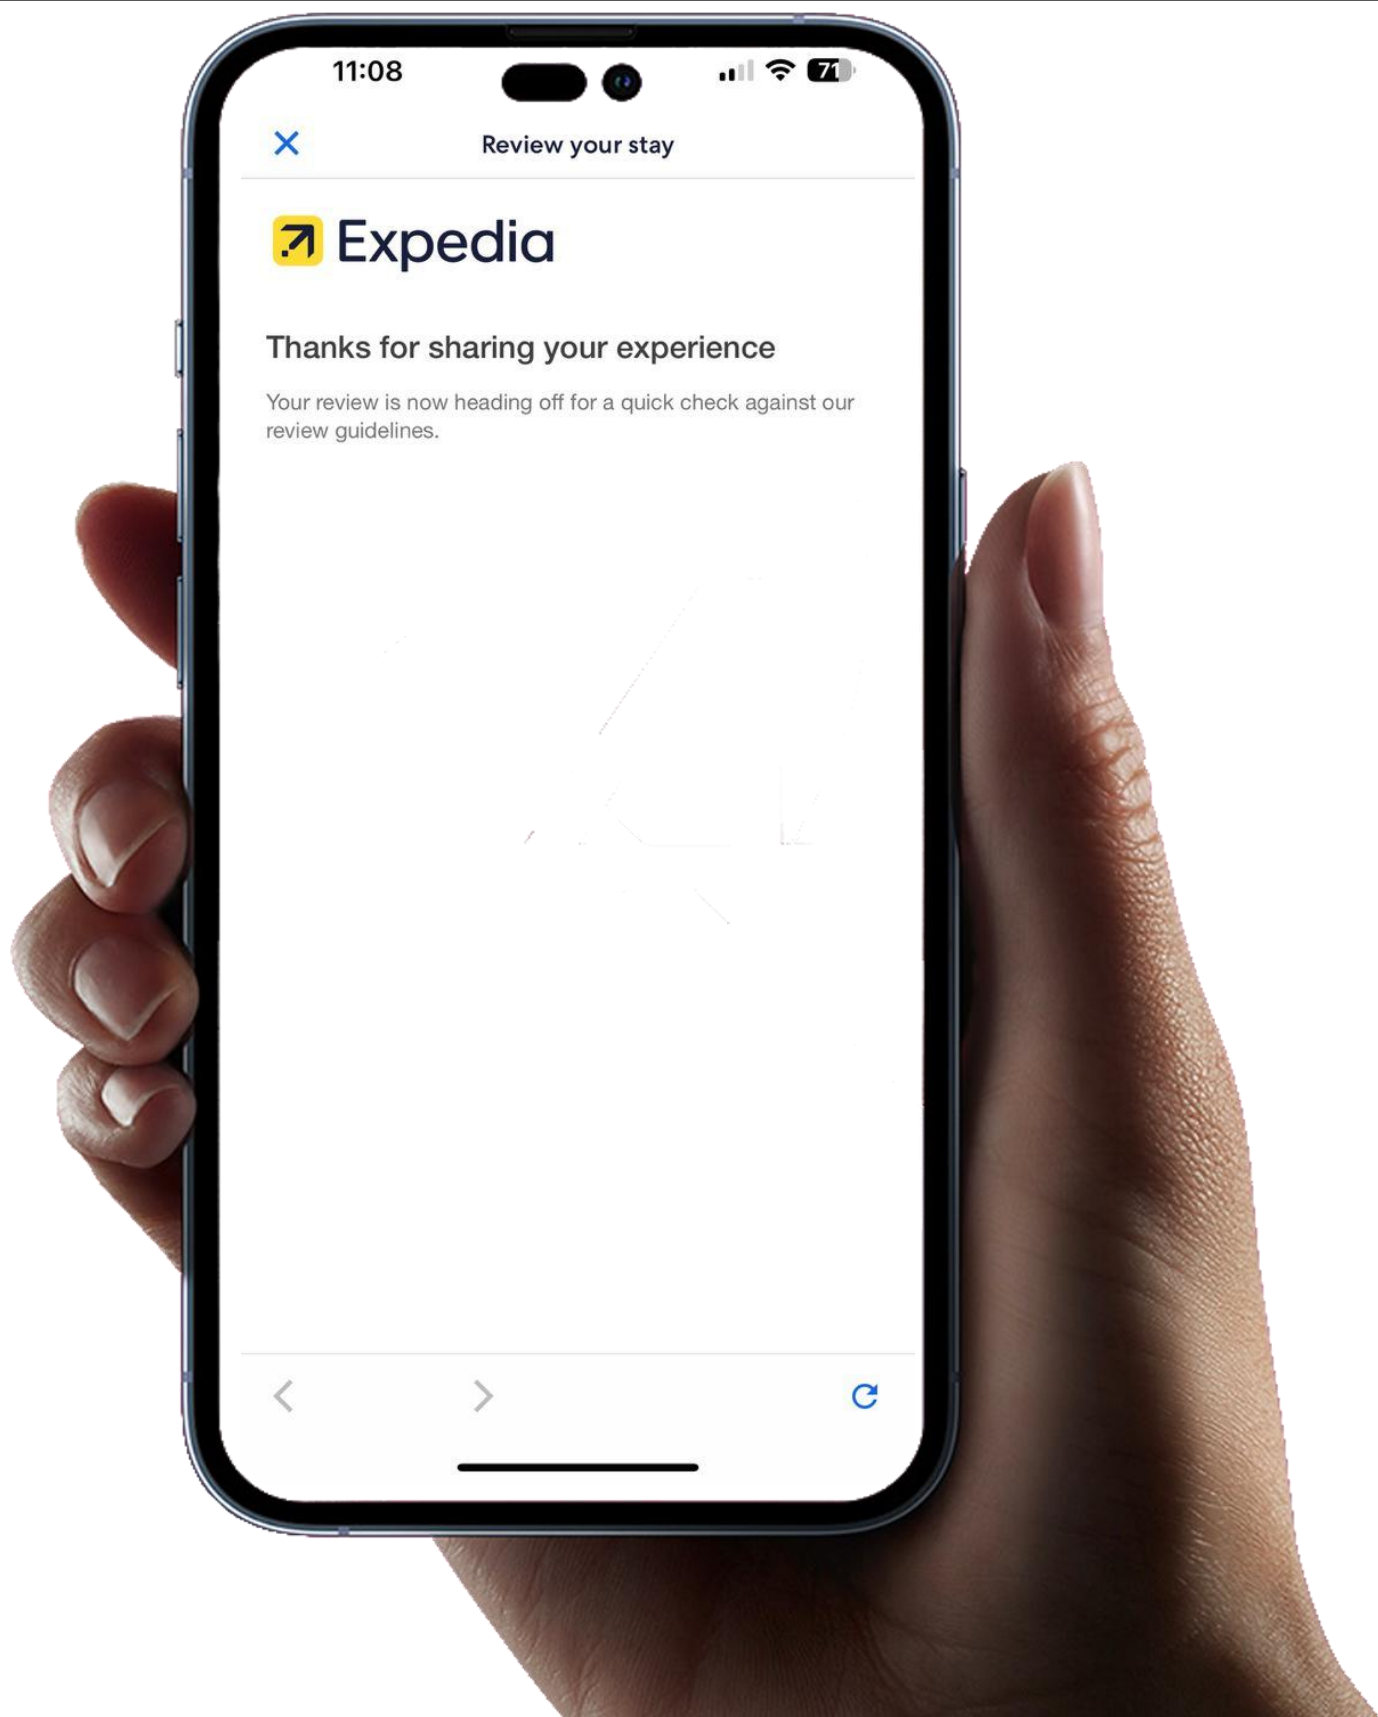 11:08
71
Review your stay
Expedia
Thanks for sharing your experience
Your review is now heading off for a quick check against our
review guidelines.